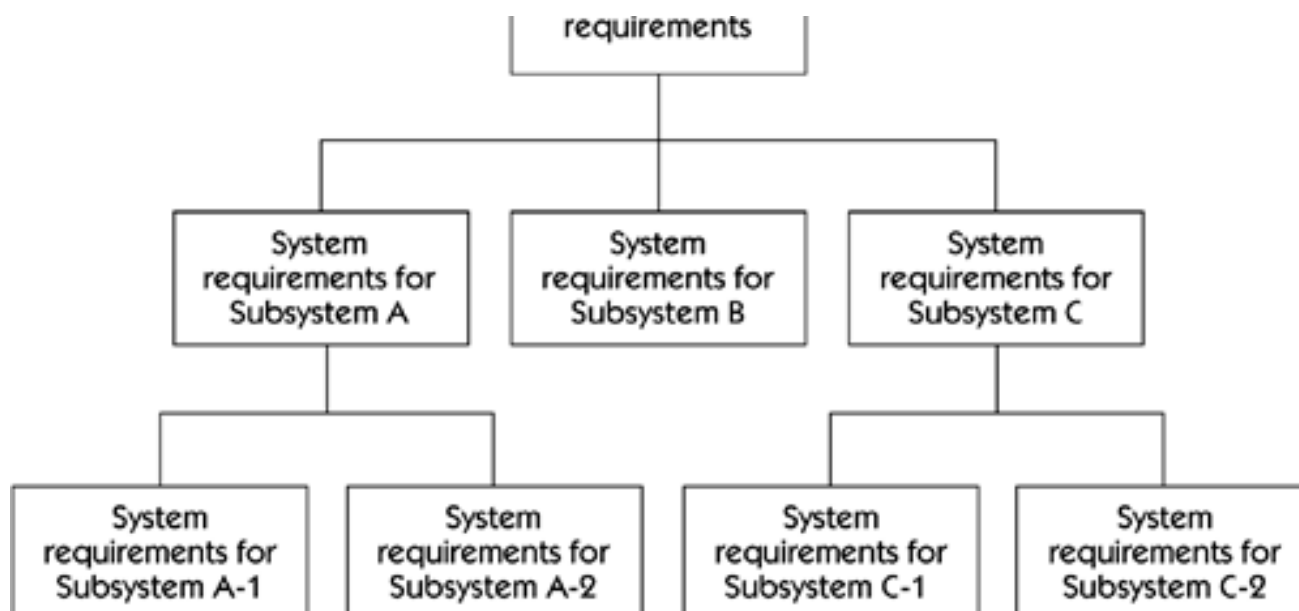 requirements
System
requirements for
Subsystem A
System
requirements for
Subsystem B
System
requirements for
Subsystem C
System
requirements for
Subsystem A-1
System
requirements for
Subsystem A-2
System
requirements for
Subsystem C-1
System
requirements for
Subsystem C-2